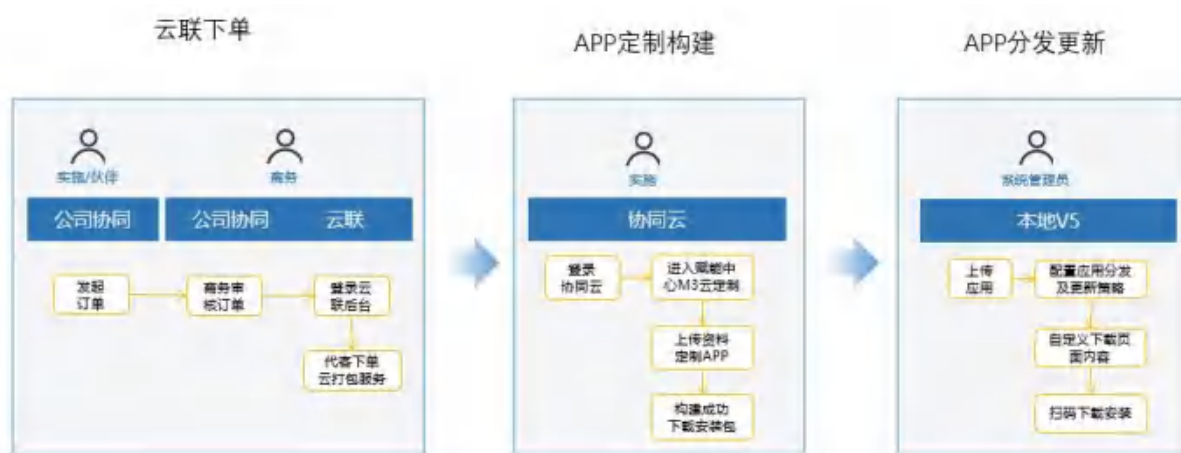 云联下单
APP定制构建
APP分发更新
实施/伙伴
商务
公司协同
公司协同
云联
发起
订单
商务审
核订单
登录云
联后台
代客下单
云打包服务
实施
协同云
登录
协同云
进入赋能中
心M3云定制
上传资料
定制APP
构建成功
下载安装包
系统管理员
本地V5
上传
应用
配置应用分发
及更新策略
自定义下载页
面内容
扫码下载安装